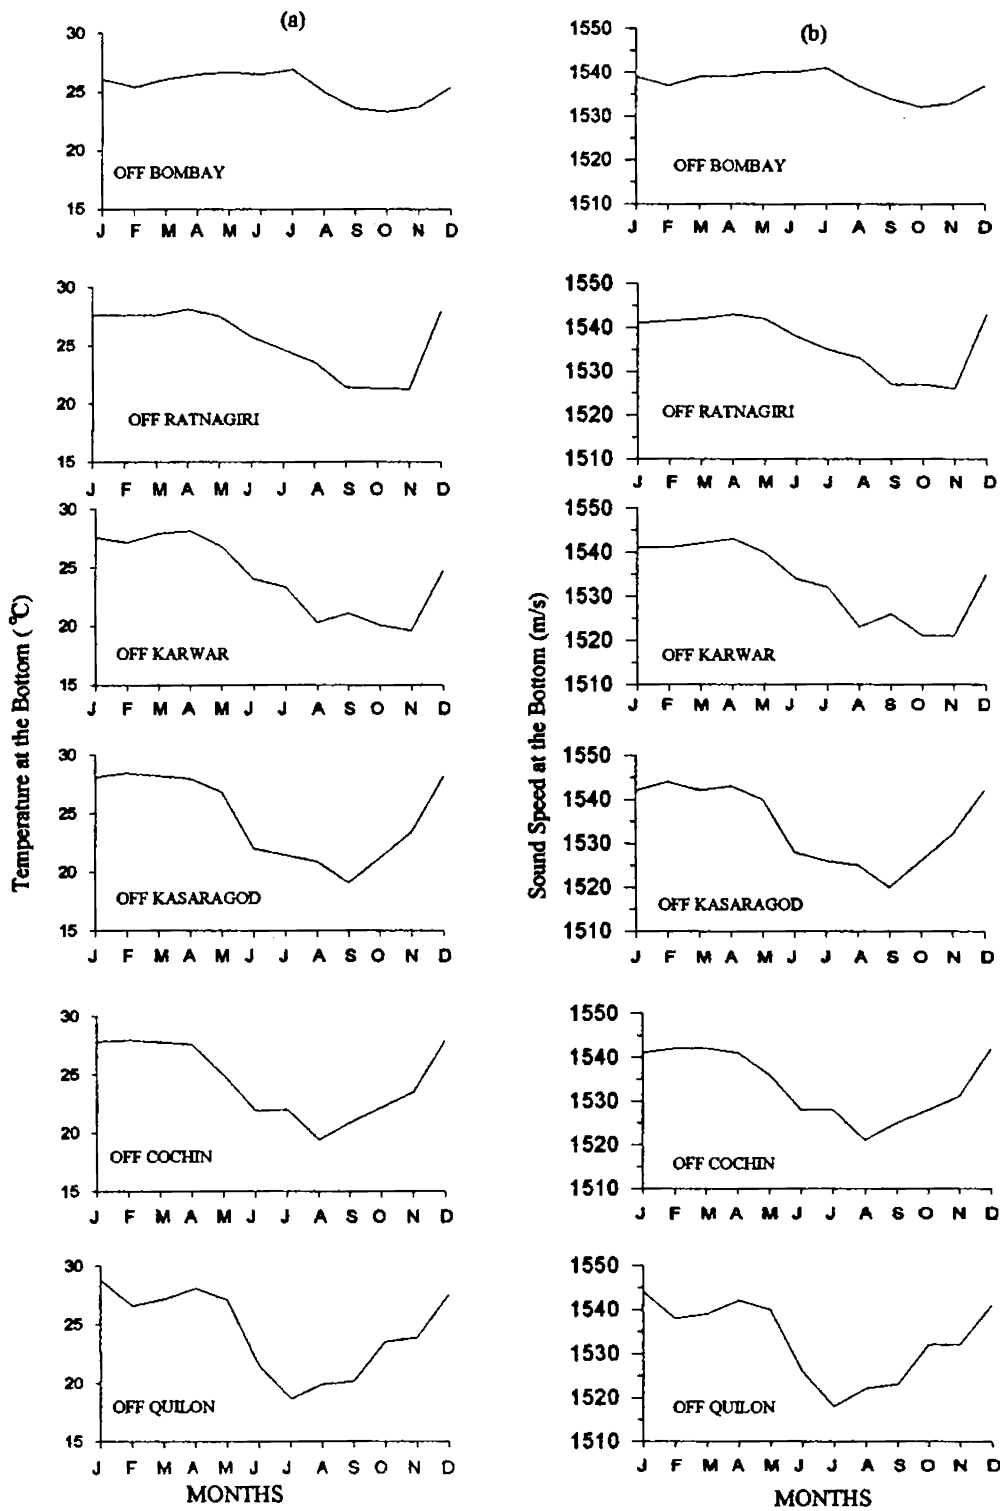 (a)
30
25
20
15
OFF BOMBAY
J F M A M J J A S O N D
30
25
20
15
OFF RATNAGIRI
J F M A M J J A S O N D
30
25
20
15
OFF KARWAR
J F M A M J J A S O N D
30
25
20
15
OFF KASARAGOD
J F M A M J J A S O N D
30
25
20
15
OFF COCHIN
J F M A M J J A S O N D
30
25
20
15
OFF QUILON
J F M A M J J A S O N D
MONTHS
Temperature at the Bottom (°C)
(b)
1550
1540
1530
1520
1510
OFF BOMBAY
J F M A M J J A S O N D
1550
1540
1530
1520
1510
OFF RATNAGIRI
J F M A M J J A S O N D
1550
1540
1530
1520
1510
OFF KARWAR
J F M A M J J A S O N D
1550
1540
1530
1520
1510
OFF KASARAGOD
J F M A M J J A S O N D
1550
1540
1530
1520
1510
OFF COCHIN
J F M A M J J A S O N D
1550
1540
1530
1520
1510
OFF QUILON
J F M A M J J A S O N D
MONTHS
Sound Speed at the Bottom (m/s)